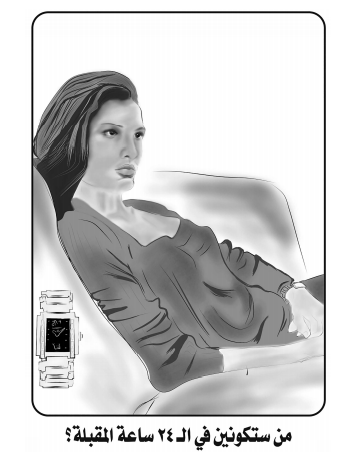 من ستكونين في الـ ٢٤ ساعة المقبلة؟